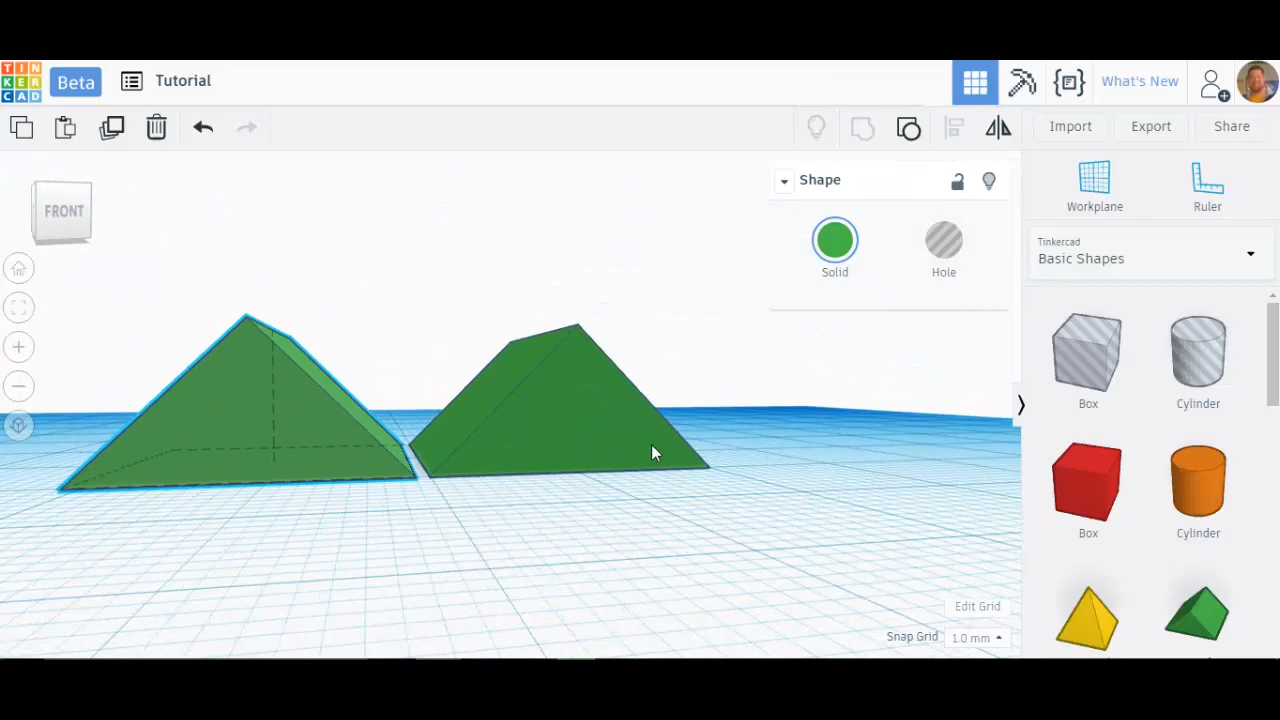 TIN
KER
CAD
Beta
Tutorial
What's New
Import
Export
Share
FRONT
Shape
Solid
Hole
Workplane
Ruler
Tinkercad
Basic Shapes
Box
Cylinder
Box
Cylinder
Edit Grid
Snap Grid 1.0 mm